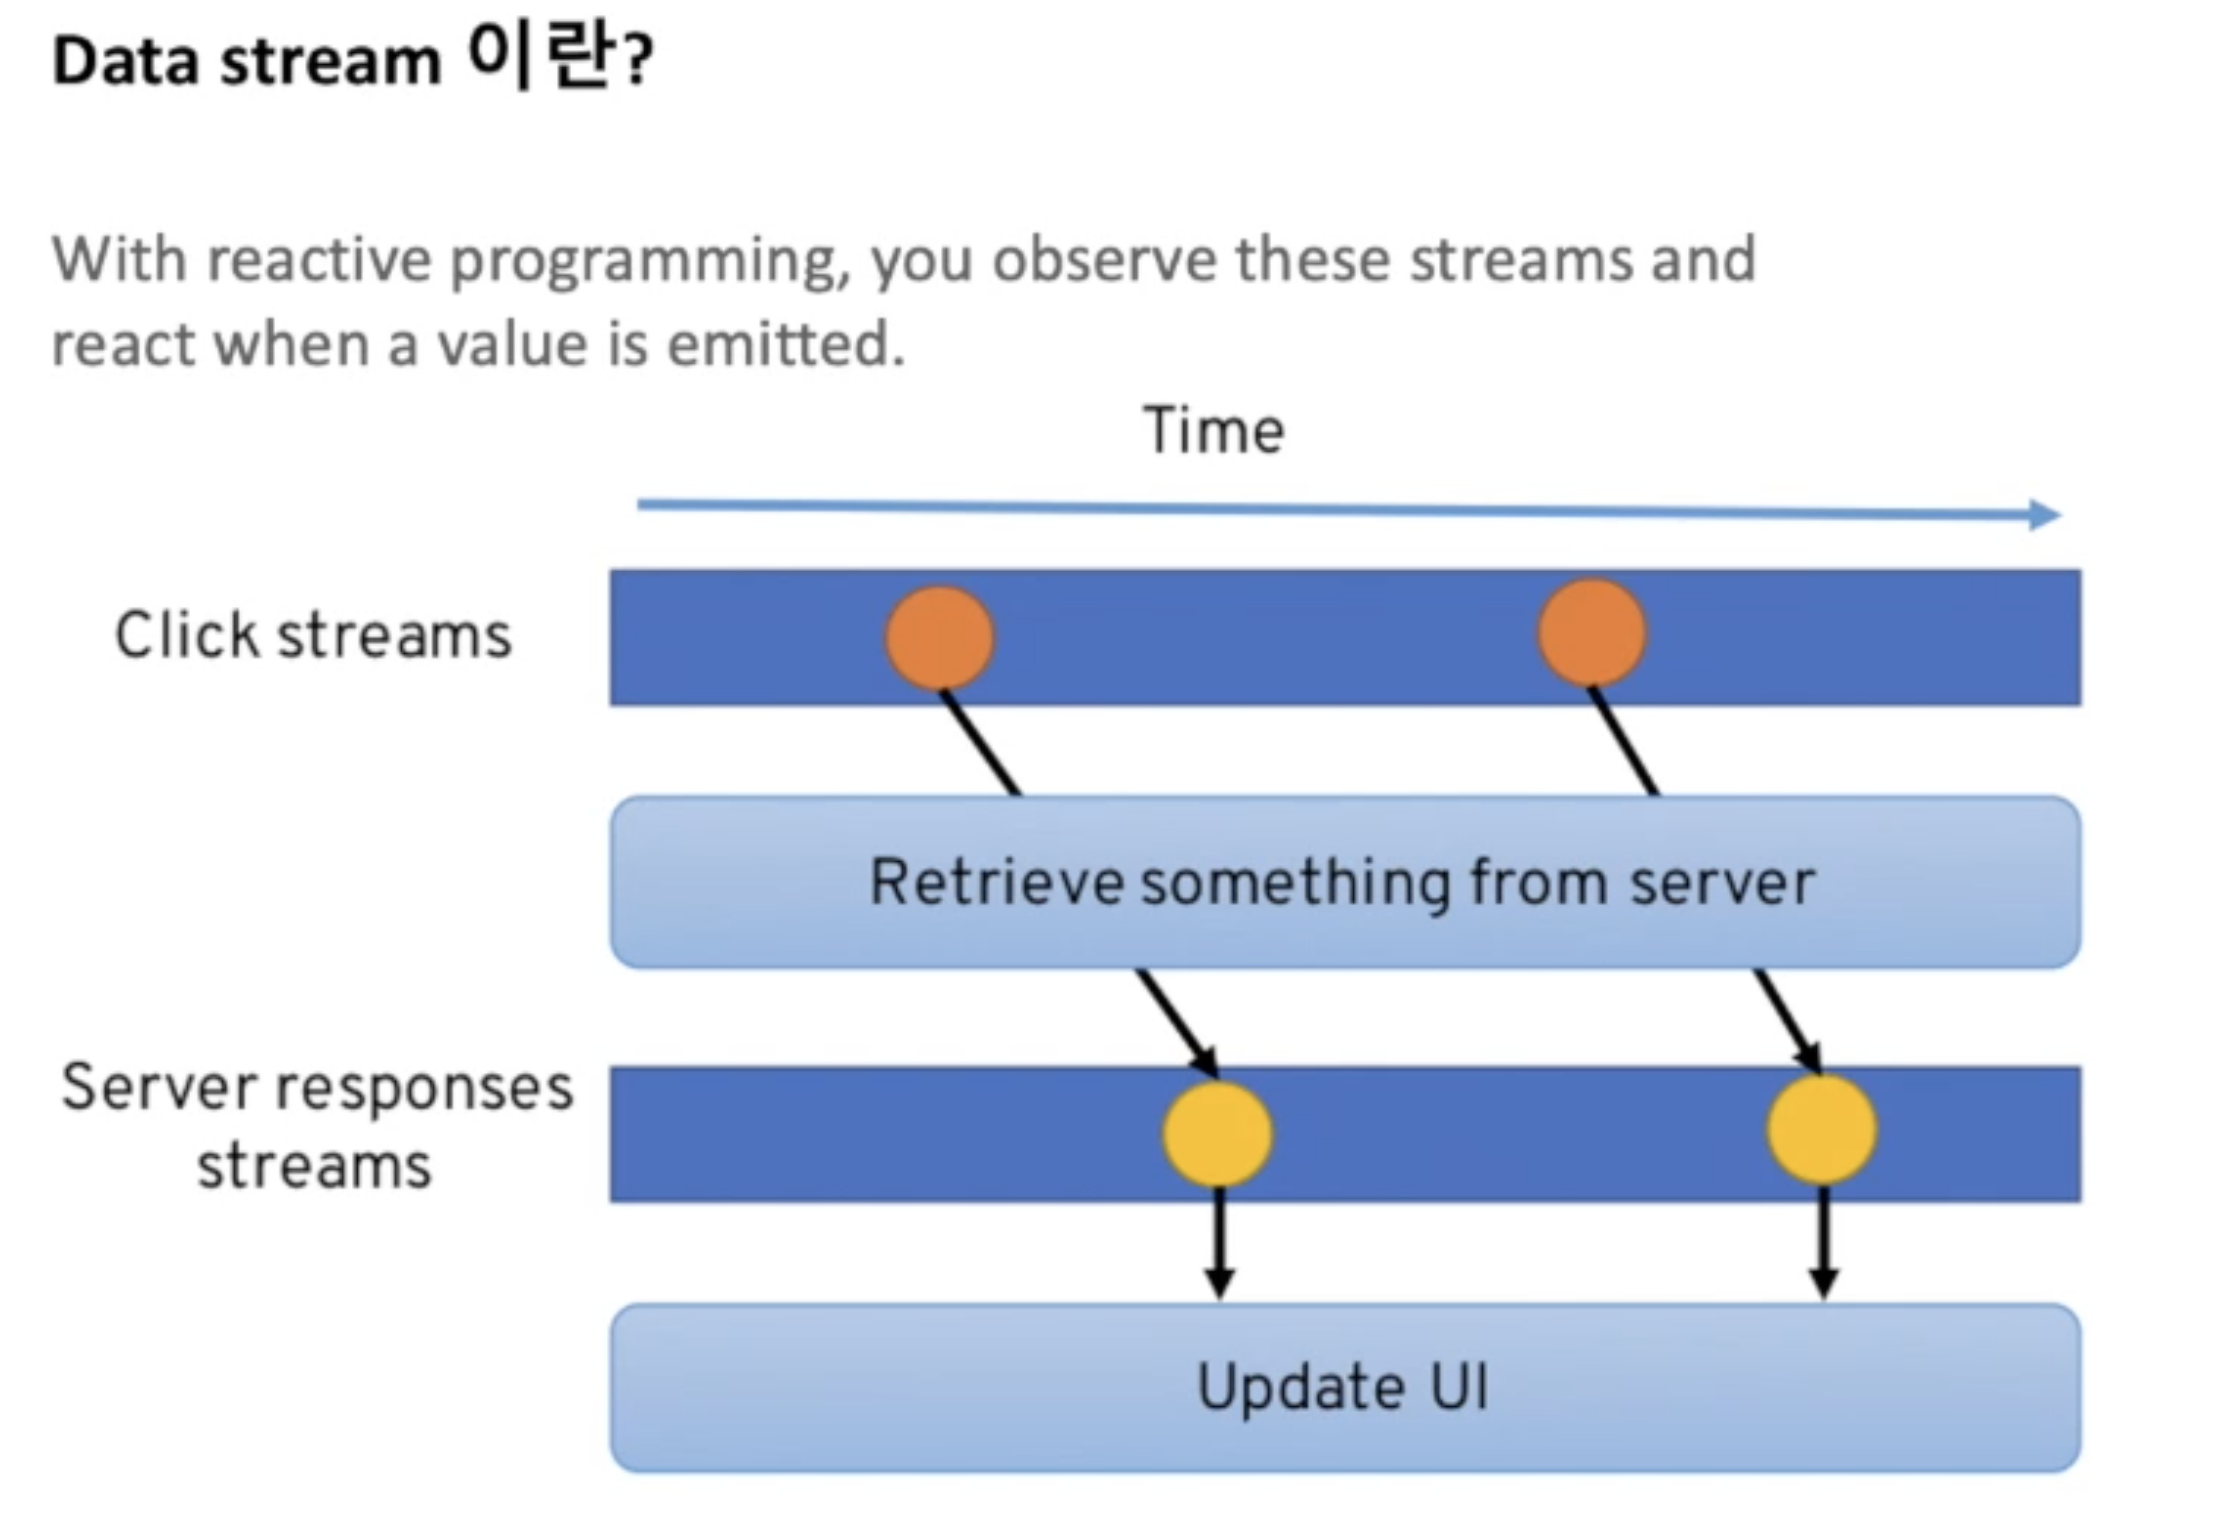 Data stream 이란?
With reactive programming, you observe these streams and
react when a value is emitted.
Time
Click streams
Retrieve something from server
Server responses
streams
Update UI